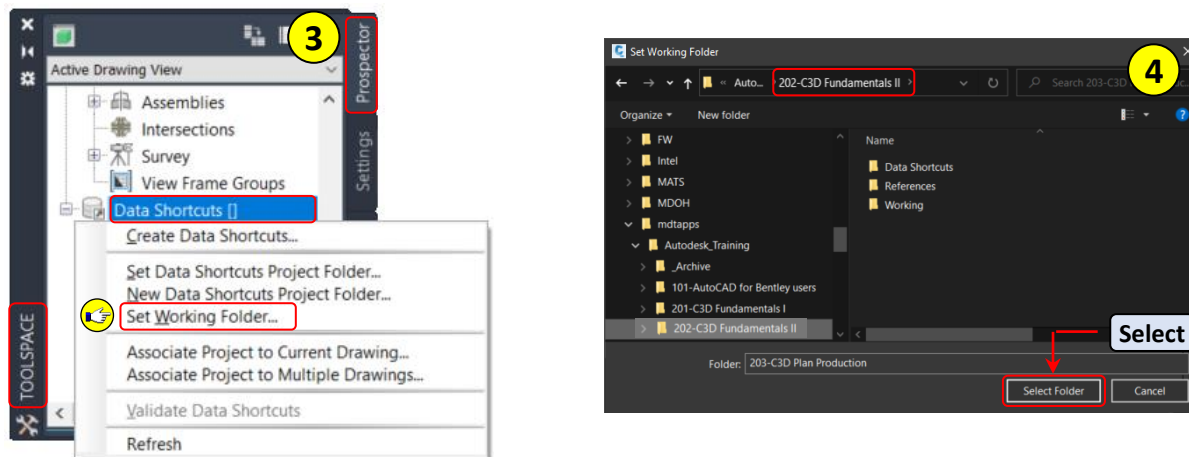 3
Prospector
Active Drawing View
Assemblies
Intersections
Settings
Survey
View Frame Groups
Data Shortcuts []
Create Data Shortcuts...
Set Data Shortcuts Project Folder...
New Data Shortcuts Project Folder...
Set Working Folder...
Associate Project to Current Drawing...
Associate Project to Multiple Drawings...
Validate Data Shortcuts
Refresh
TOOLSPACE
Set Working Folder
4
« Auto... 202-C3D Fundamentals II >
Search 203-C3D
Organize
New folder
FW
Intel
MATS
MDOH
mdtapps
Autodesk_Training
_Archive
101-AutoCAD for Bentley users
201-C3D Fundamentals I
202-C3D Fundamentals II
Name
Data Shortcuts
References
Working
Select
Folder: 203-C3D Plan Production
Select Folder
Cancel